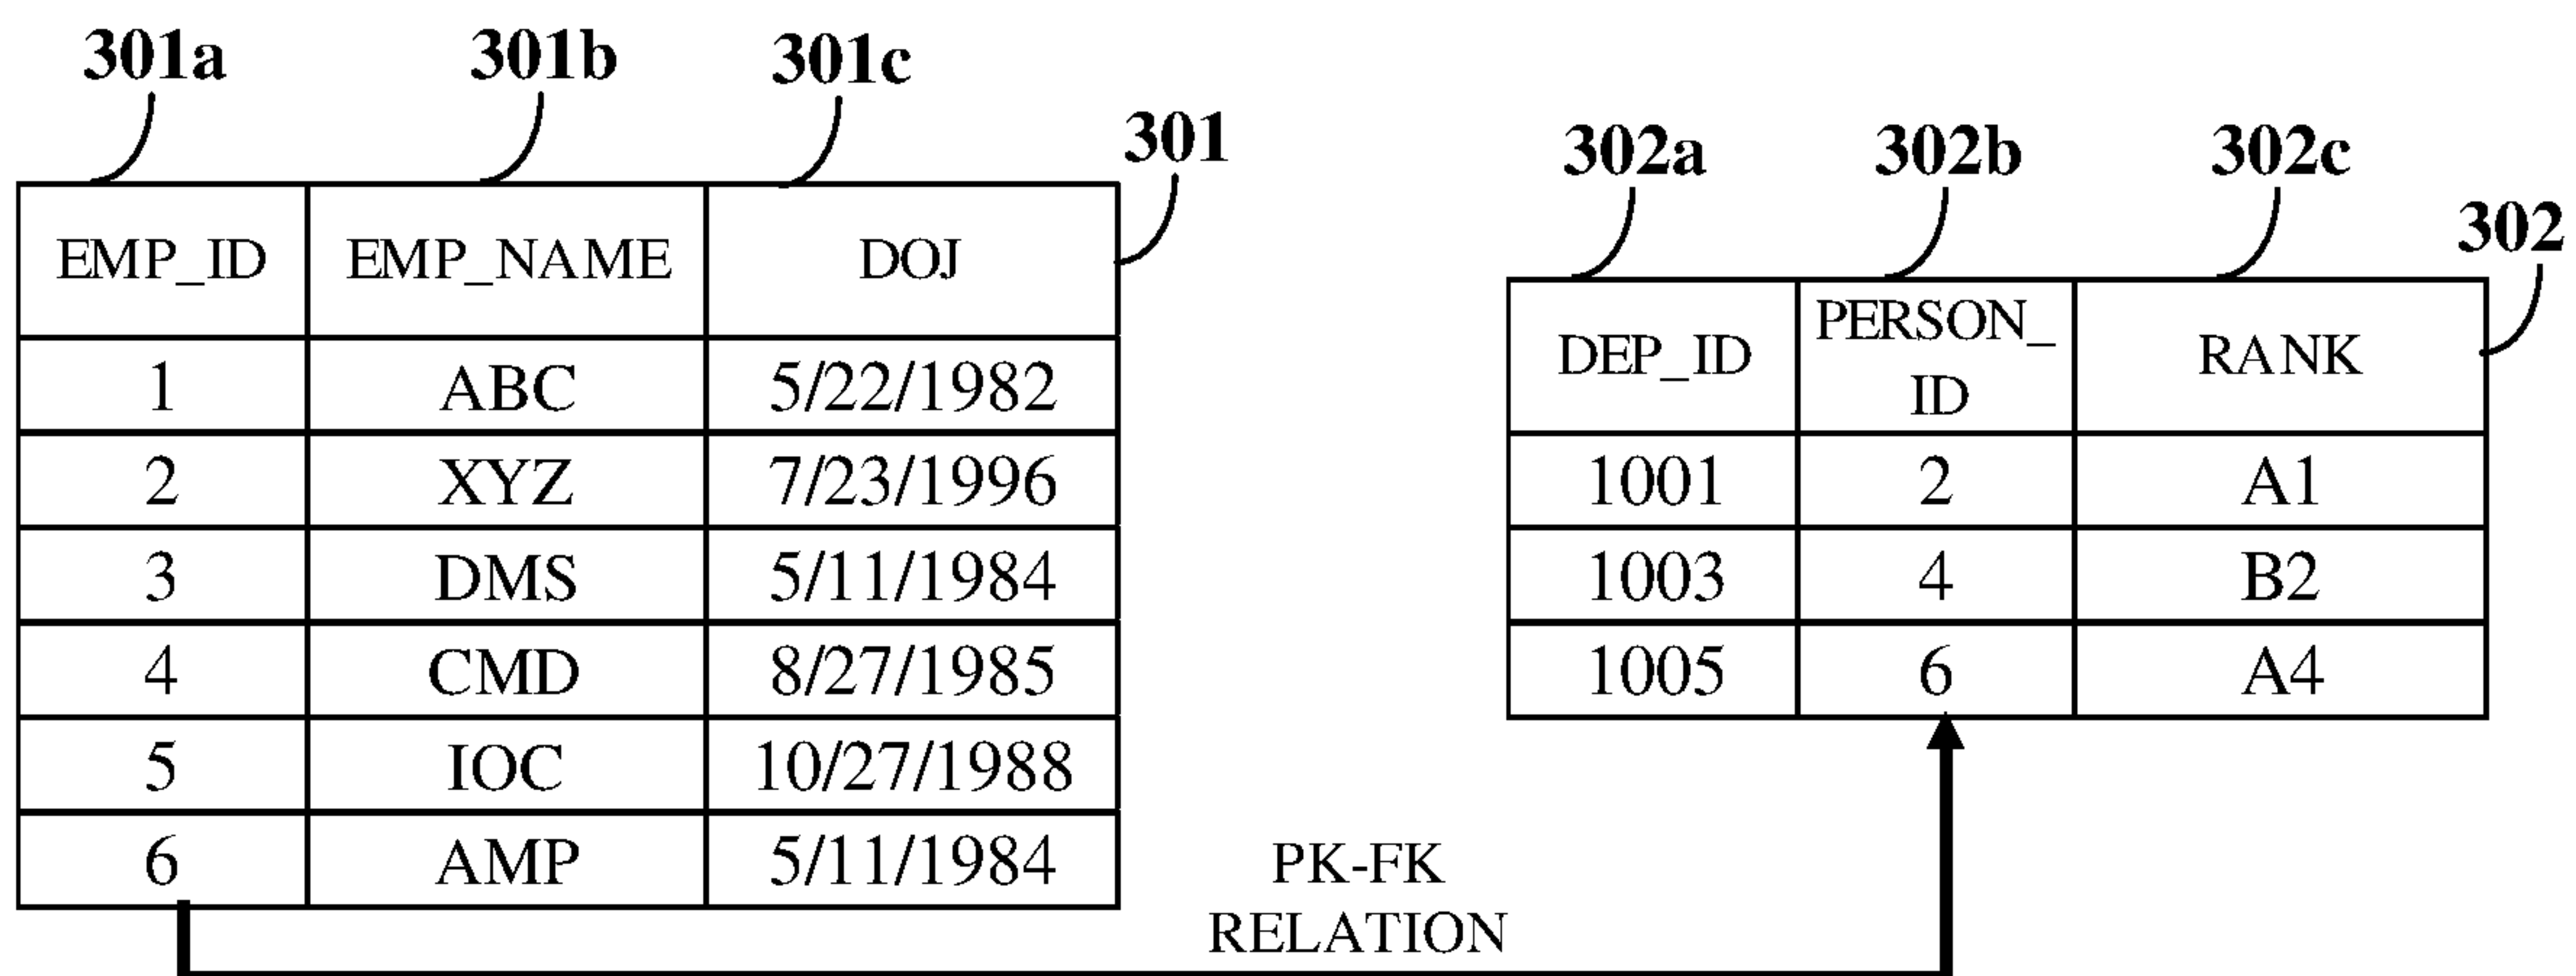 301a 301b 301c 301
EMP_ID EMP_NAME DOJ
1 ABC 5/22/1982
2 XYZ 7/23/1996
3 DMS 5/11/1984
4 CMD 8/27/1985
5 IOC 10/27/1988
6 AMP 5/11/1984
302a 302b 302c 302
DEP_ID PERSON_
ID RANK
1001 2 A1
1003 4 B2
1005 6 A4
PK-FK
RELATION